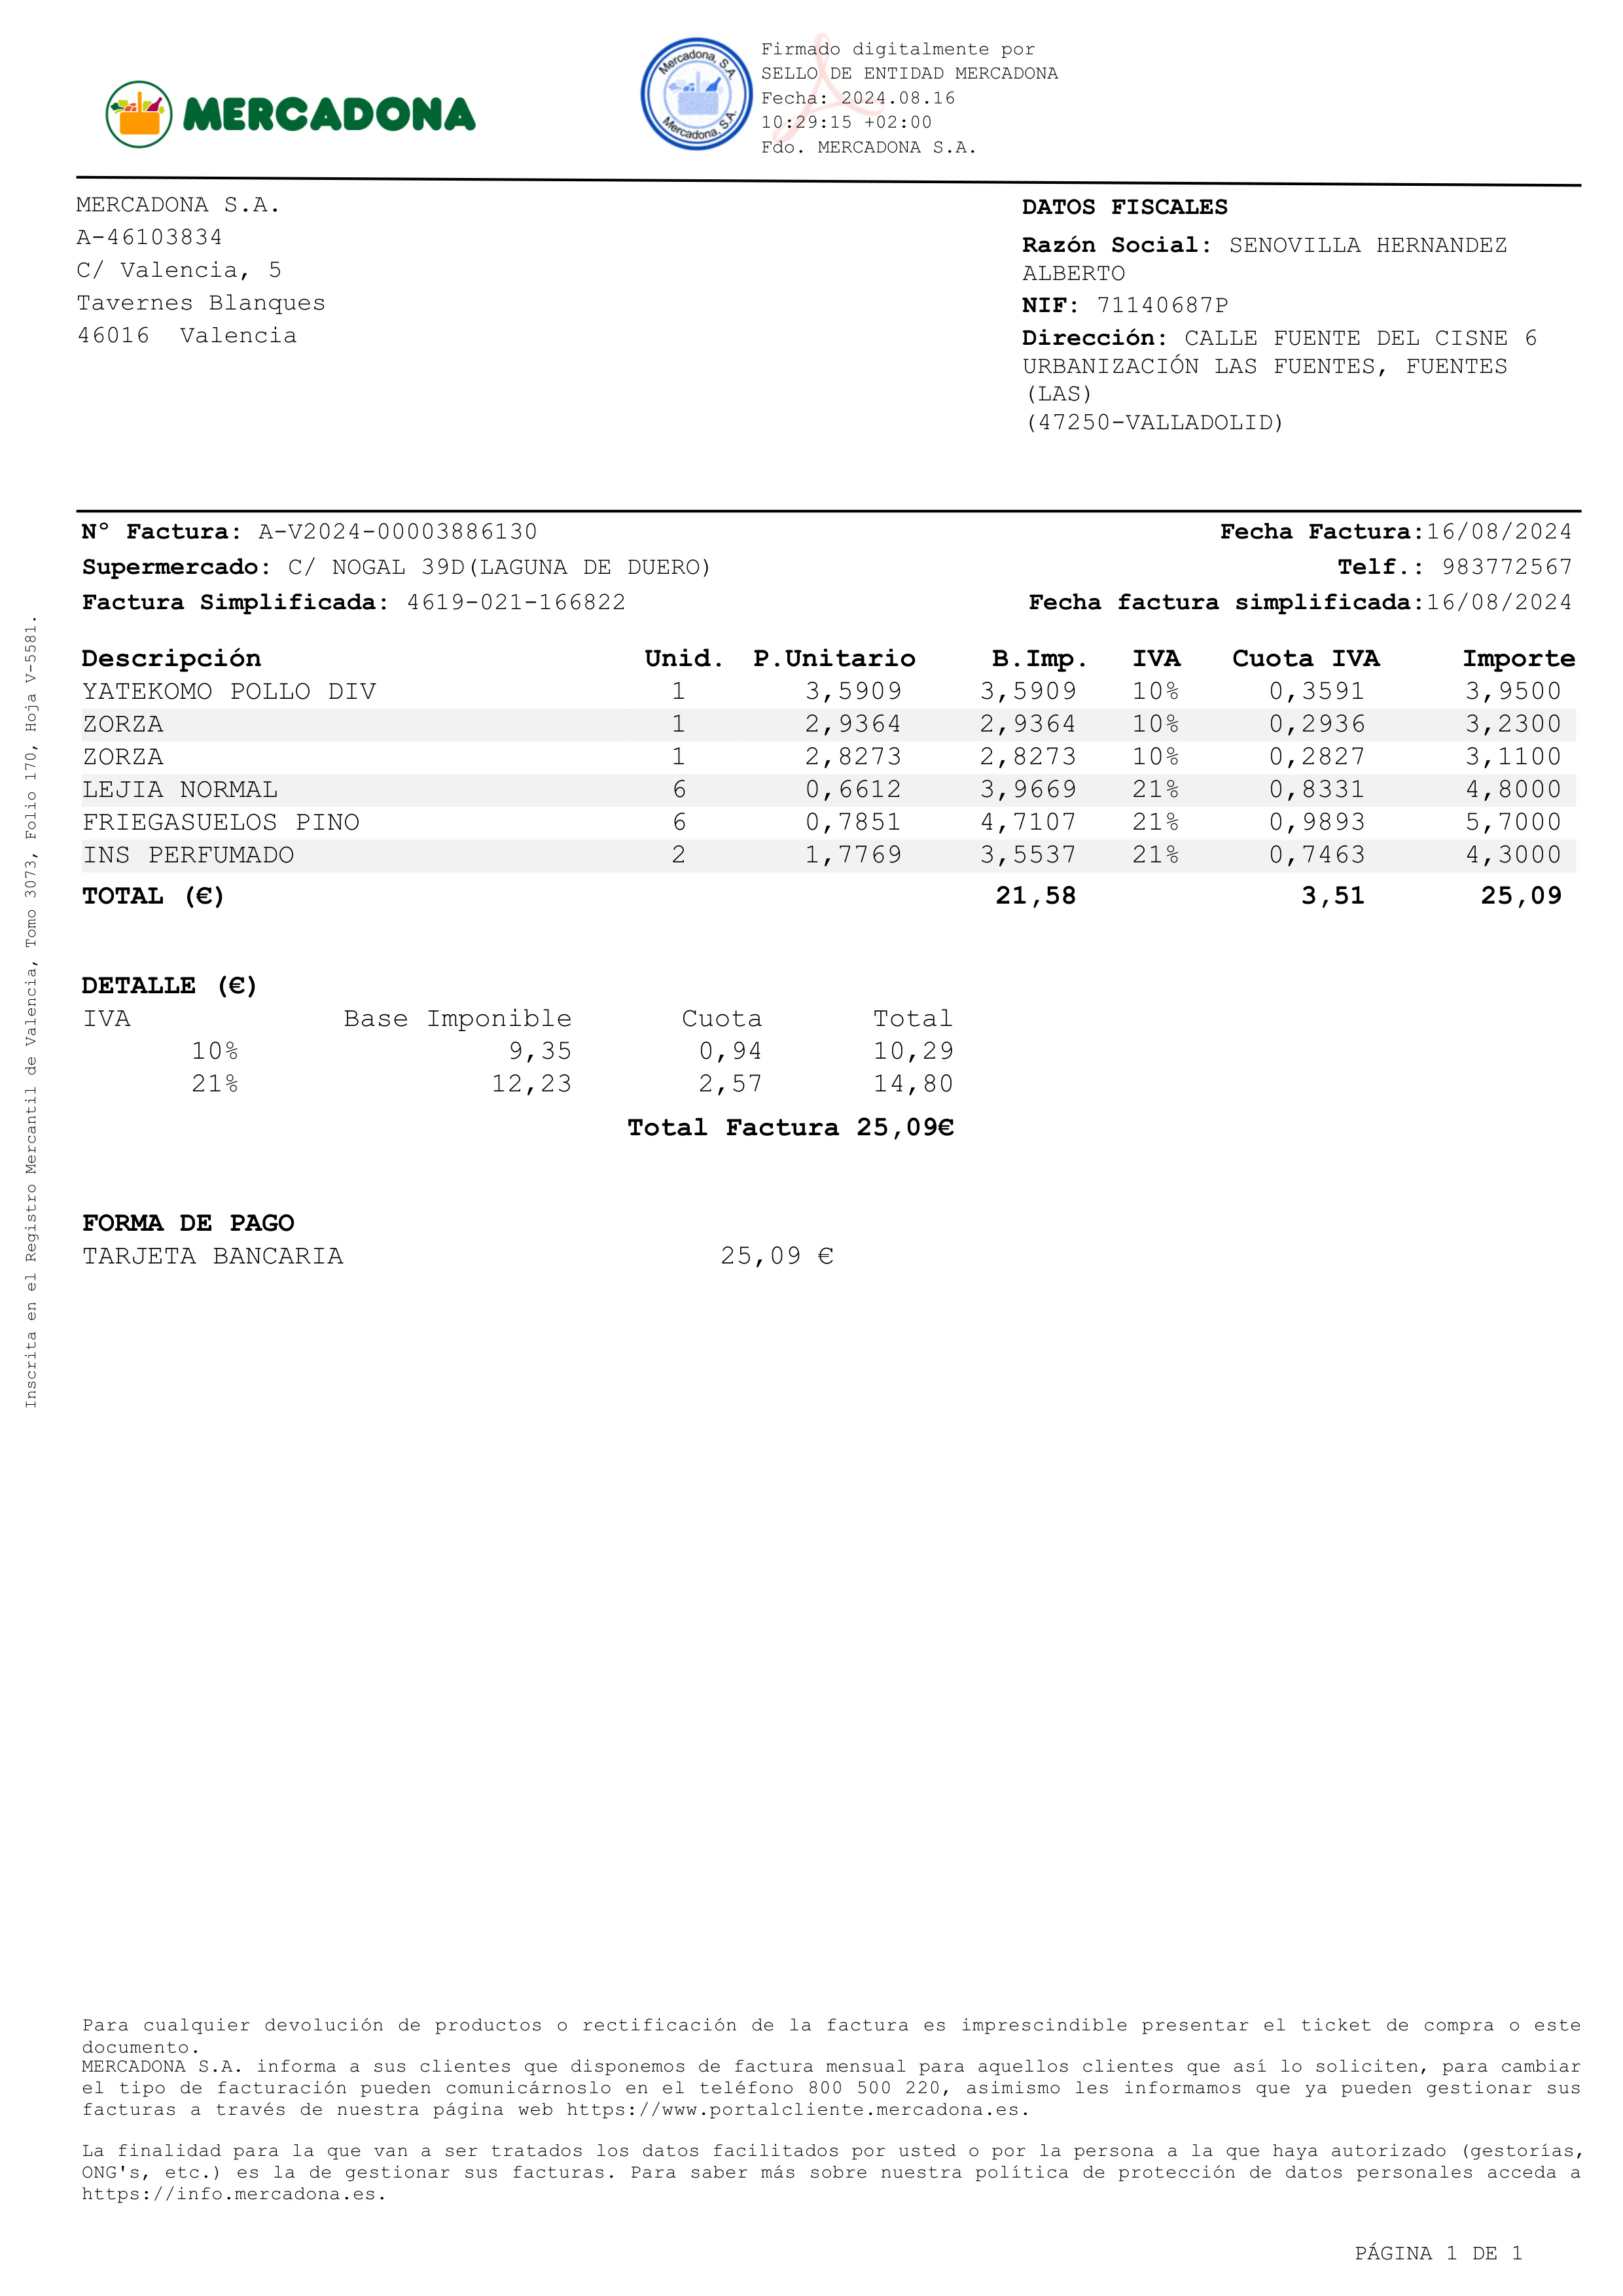 MERCADONA
Mercadona, S.A.
Mercadona, S.A.
Firmado digitalmente por
SELLO DE ENTIDAD MERCADONA
Fecha: 2024.08.16
10:29:15 +02:00
Fdo. MERCADONA S.A.
MERCADONA S.A.
A-46103834
C/ Valencia, 5
Tavernes Blanques
46016  Valencia
DATOS FISCALES
Razón Social: SENOVILLA HERNANDEZ
ALBERTO
NIF: 71140687P
Dirección: CALLE FUENTE DEL CISNE 6
URBANIZACIÓN LAS FUENTES, FUENTES
(LAS)
(47250-VALLADOLID)
Nº Factura: A-V2024-00003886130 Fecha Factura:16/08/2024
Supermercado: C/ NOGAL 39D(LAGUNA DE DUERO) Telf.: 983772567
Factura Simplificada: 4619-021-166822 Fecha factura simplificada:16/08/2024
Descripción Unid. P.Unitario B.Imp. IVA Cuota IVA Importe
YATEKOMO POLLO DIV 1 3,5909 3,5909 10% 0,3591 3,9500
ZORZA 1 2,9364 2,9364 10% 0,2936 3,2300
ZORZA 1 2,8273 2,8273 10% 0,2827 3,1100
LEJIA NORMAL 6 0,6612 3,9669 21% 0,8331 4,8000
FRIEGASUELOS PINO 6 0,7851 4,7107 21% 0,9893 5,7000
INS PERFUMADO 2 1,7769 3,5537 21% 0,7463 4,3000
TOTAL (€) 21,58 3,51 25,09
DETALLE (€)
IVA Base Imponible Cuota Total
10% 9,35 0,94 10,29
21% 12,23 2,57 14,80
Total Factura 25,09€
FORMA DE PAGO
TARJETA BANCARIA 25,09 €
Inscrita en el Registro Mercantil de Valencia, Tomo 3073, Folio 170, Hoja V-5581.
Para cualquier devolución de productos o rectificación de la factura es imprescindible presentar el ticket de compra o este
documento.
MERCADONA S.A. informa a sus clientes que disponemos de factura mensual para aquellos clientes que así lo soliciten, para cambiar
el tipo de facturación pueden comunicárnoslo en el teléfono 800 500 220, asimismo les informamos que ya pueden gestionar sus
facturas a través de nuestra página web https://www.portalcliente.mercadona.es.
La finalidad para la que van a ser tratados los datos facilitados por usted o por la persona a la que haya autorizado (gestorías,
ONG's, etc.) es la de gestionar sus facturas. Para saber más sobre nuestra política de protección de datos personales acceda a
https://info.mercadona.es.
PÁGINA 1 DE 1